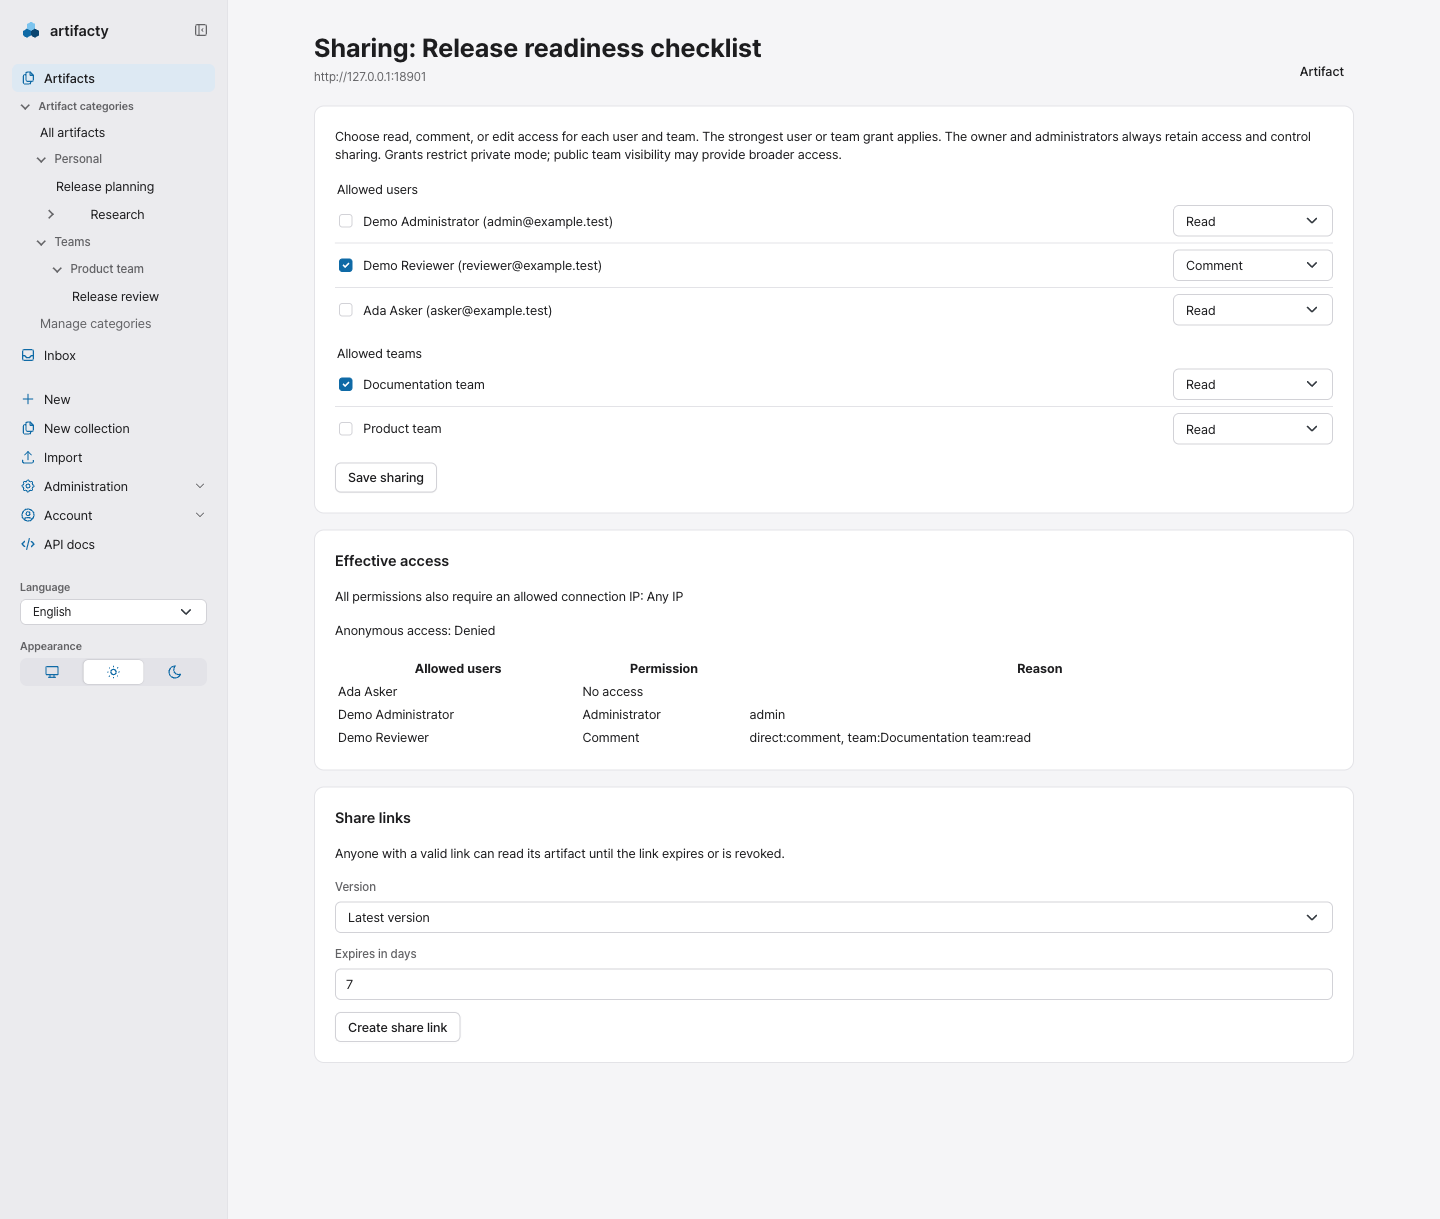 artifacty
Artifacts
Artifact categories
All artifacts
Personal
Release planning
Research
Teams
Product team
Release review
Manage categories
Inbox
New
New collection
Import
Administration
Account
API docs
Language
English
Appearance
Sharing: Release readiness checklist
http://127.0.0.1:18901
Artifact
Choose read, comment, or edit access for each user and team. The strongest user or team grant applies. The owner and administrators always retain access and control
sharing. Grants restrict private mode; public team visibility may provide broader access.
Allowed users
Demo Administrator (admin@example.test) Read
Demo Reviewer (reviewer@example.test) Comment
Ada Asker (asker@example.test) Read
Allowed teams
Documentation team Read
Product team Read
Save sharing
Effective access
All permissions also require an allowed connection IP: Any IP
Anonymous access: Denied
Allowed users Permission Reason
Ada Asker No access
Demo Administrator Administrator admin
Demo Reviewer Comment direct:comment, team:Documentation team:read
Share links
Anyone with a valid link can read its artifact until the link expires or is revoked.
Version
Latest version
Expires in days
7
Create share link